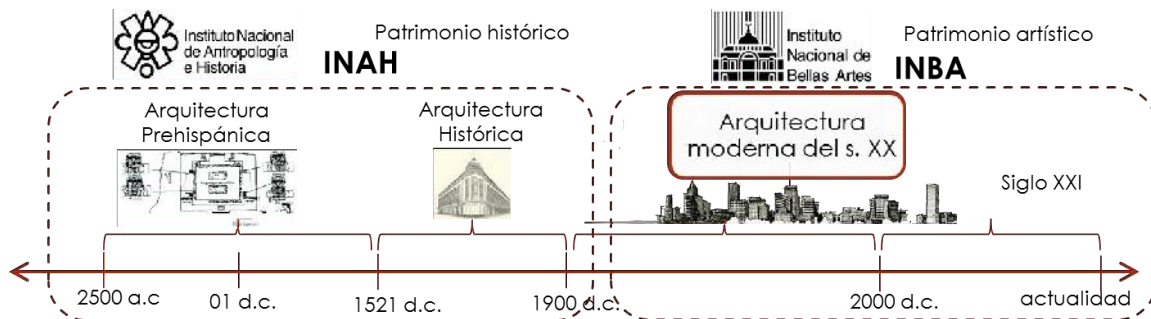 Instituto Nacional
de Antropología
e Historia
INAH
Patrimonio histórico
Instituto
Nacional de
Bellas Artes
INBA
Patrimonio artístico
Arquitectura
Prehispánica
Arquitectura
Histórica
Arquitectura
moderna del s. XX
Siglo XXI
2500 a.c
01 d.c.
1521 d.c.
1900 d.c.
2000 d.c.
actualidad